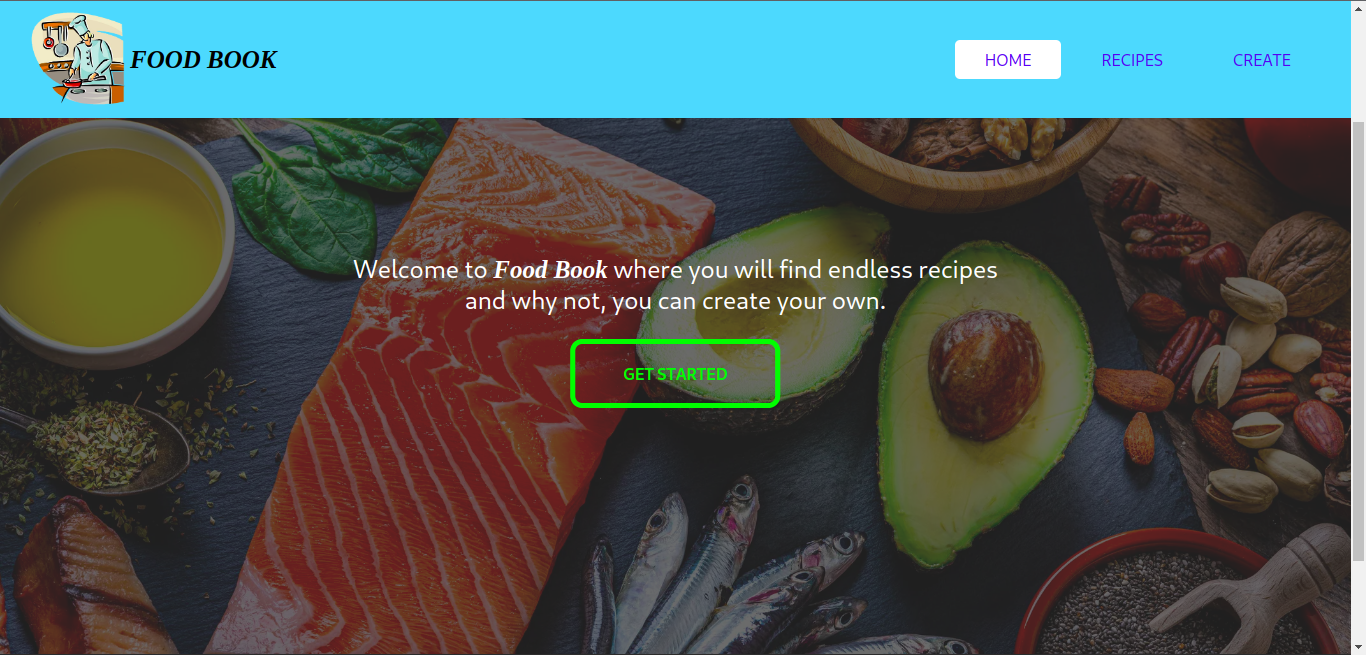 FOOD BOOK
HOME RECIPES CREATE
Welcome to Food Book where you will find endless recipes
and why not, you can create your own.
GET STARTED